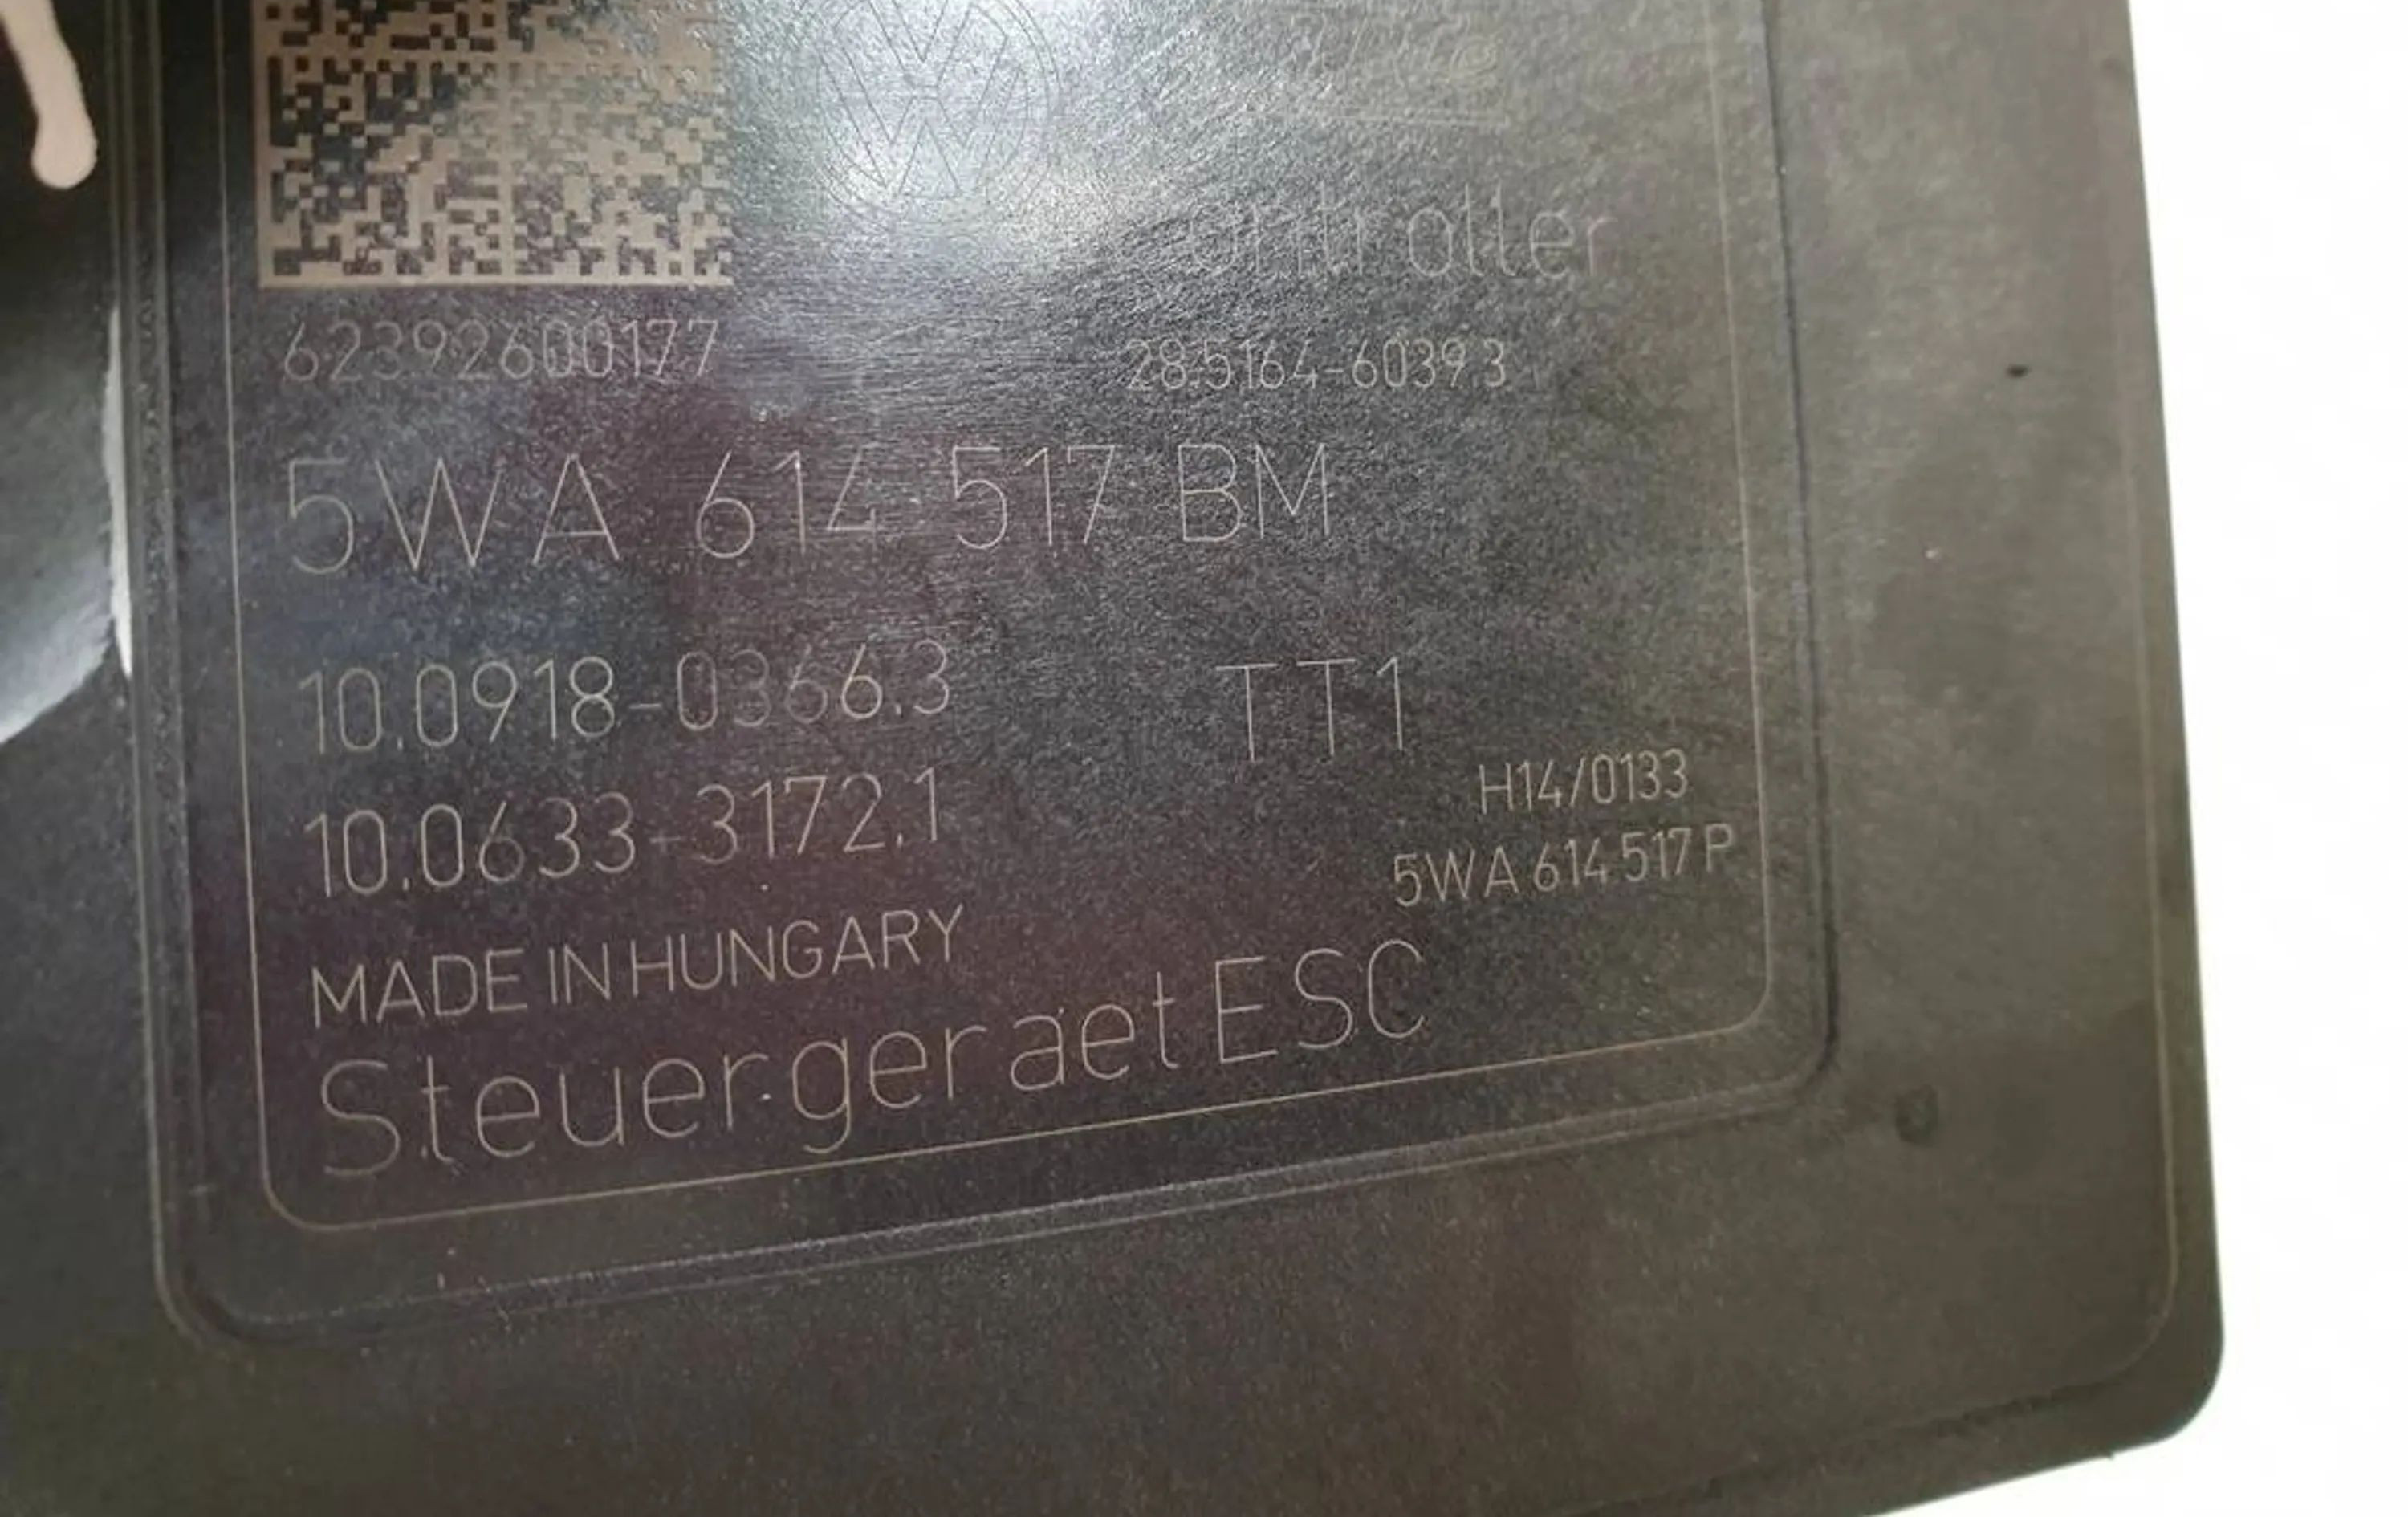 62392600177
28.5164-6039.3
5WA 614 517 BM
10.0918-0366.3
TT1
10.0633-3172.1
H14/0133
5WA 614 517 P
MADE IN HUNGARY
Steuergeraet ESC